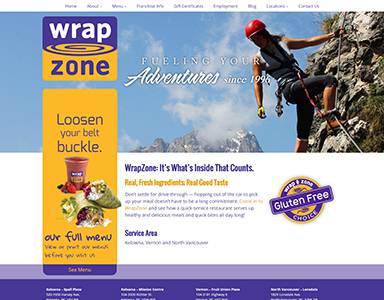 Home About Menu Franchise Info Gift Certificates Employment Blog Locations Contact Us
wrap
zone
FUELING YOUR
Adventures since 1996
Loosen
your belt
buckle.
our full menu
View or print our menus
before you visit us
See Menu
WrapZone: It's What's Inside That Counts.
Real, Fresh Ingredients; Real Good Taste
Don't settle for drive-through — hopping out of the car to pick
up your meal doesn't have to be a long commitment. Come in to
WrapZone and see how a quick-service restaurant serves up
healthy and delicious meals and quick bites all day long!
Service Area
Kelowna, Vernon and North Vancouver
wrap zone
Gluten Free
CHOICE
Kelowna - Spall Plaza
Kelowna - Mission Centre
Vernon - Fruit Union Plaza
North Vancouver - Lonsdale